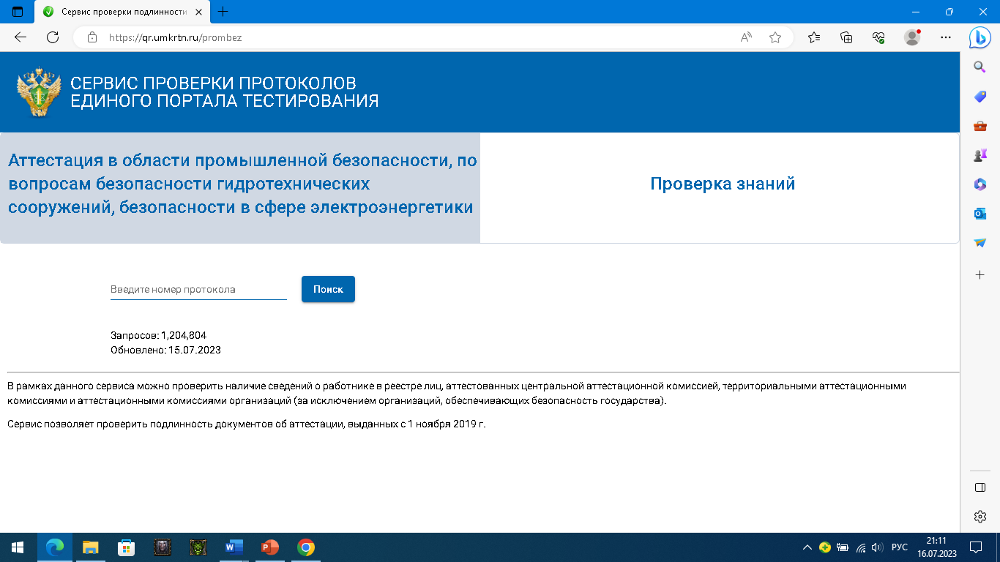 Сервис проверки подлинности
https://qr.umkrtn.ru/prombez
СЕРВИС ПРОВЕРКИ ПРОТОКОЛОВ
ЕДИНОГО ПОРТАЛА ТЕСТИРОВАНИЯ
Аттестация в области промышленной безопасности, по
вопросам безопасности гидротехнических
сооружений, безопасности в сфере электроэнергетики
Проверка знаний
Введите номер протокола
Поиск
Запросов: 1,204,804
Обновлено: 15.07.2023
В рамках данного сервиса можно проверить наличие сведений о работнике в реестре лиц, аттестованных центральной аттестационной комиссией, территориальными аттестационными
комиссиями и аттестационными комиссиями организаций (за исключением организаций, обеспечивающих безопасность государства).
Сервис позволяет проверить подлинность документов об аттестации, выданных с 1 ноября 2019 г.
РУС
21:11
16.07.2023